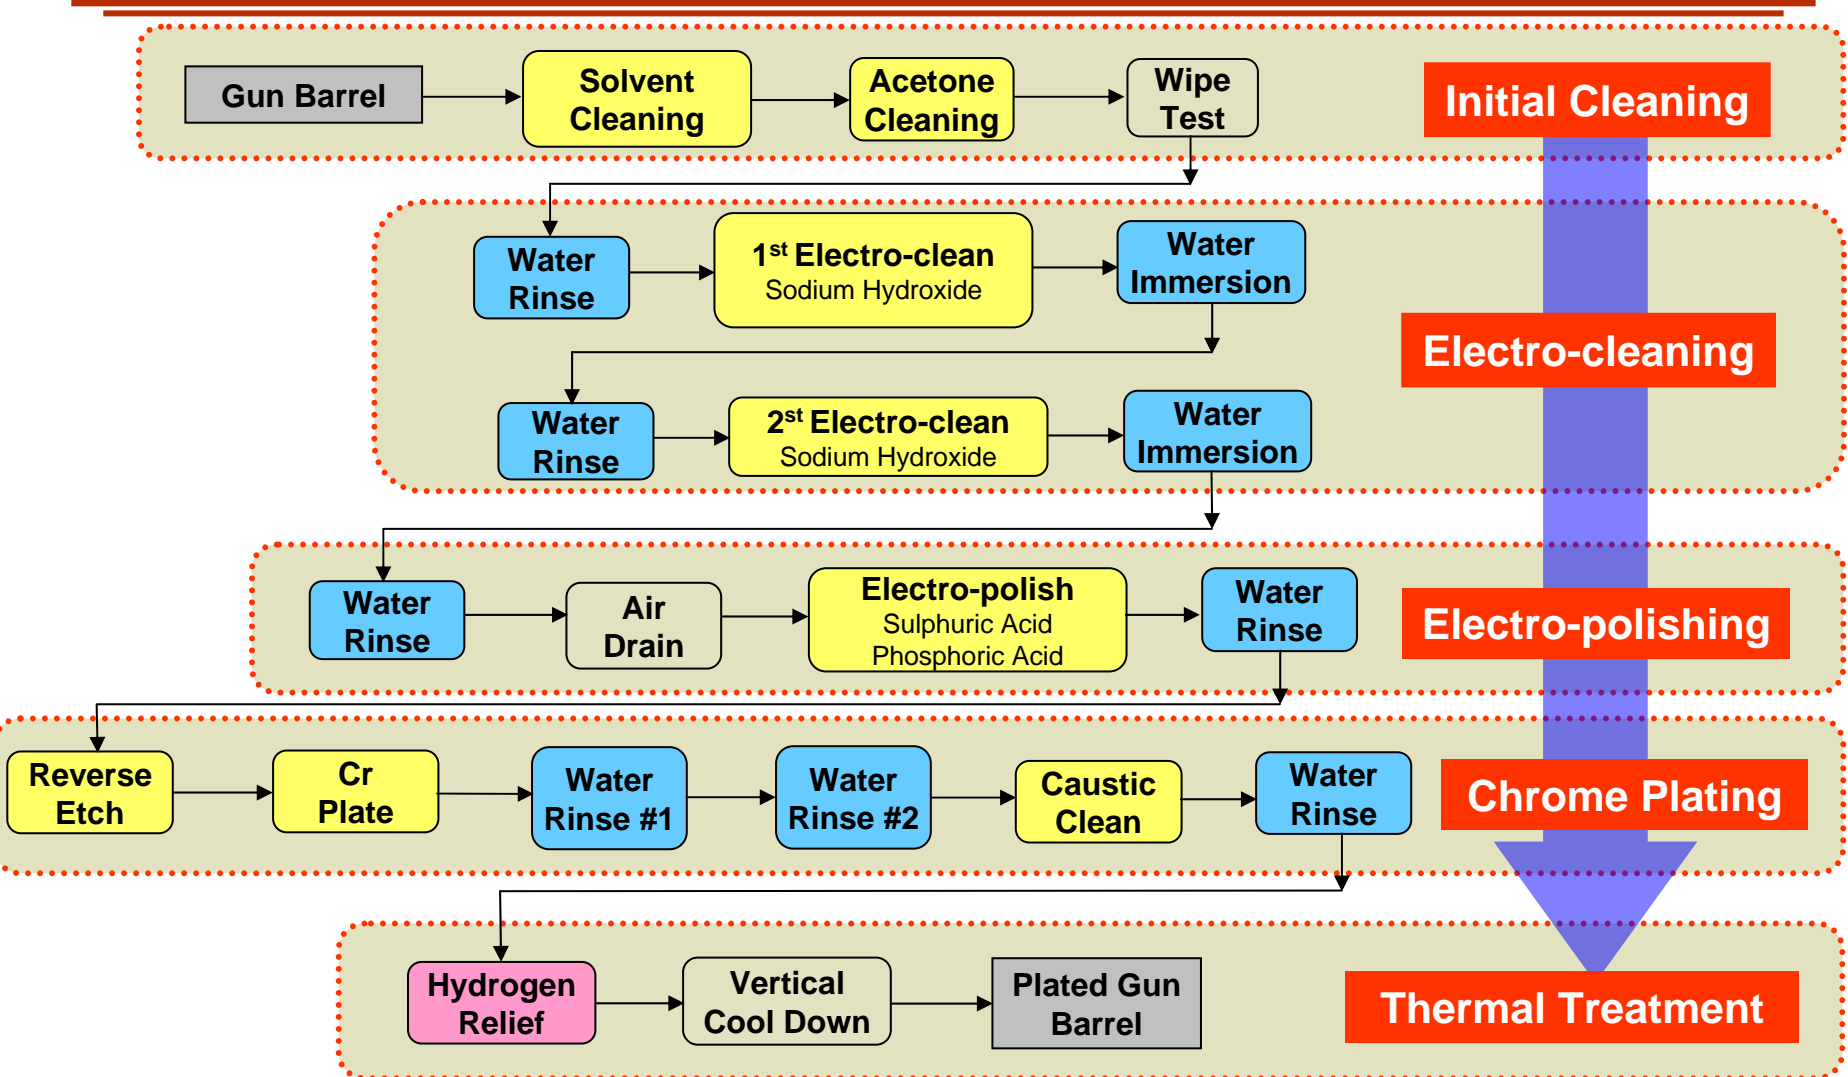 Gun Barrel
Solvent
Cleaning
Acetone
Cleaning
Wipe
Test
Initial Cleaning
Water
Rinse
1st Electro-clean
Sodium Hydroxide
Water
Immersion
Electro-cleaning
Water
Rinse
2st Electro-clean
Sodium Hydroxide
Water
Immersion
Water
Rinse
Air
Drain
Electro-polish
Sulphuric Acid
Phosphoric Acid
Water
Rinse
Electro-polishing
Reverse
Etch
Cr
Plate
Water
Rinse #1
Water
Rinse #2
Caustic
Clean
Water
Rinse
Chrome Plating
Hydrogen
Relief
Vertical
Cool Down
Plated Gun
Barrel
Thermal Treatment